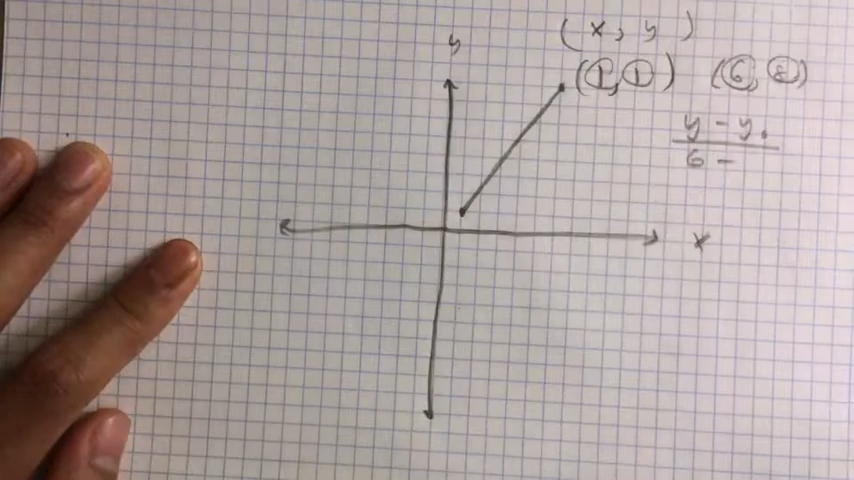 y
(x, y)
(1, 1) (6, 8)
y - y.
6 -
x